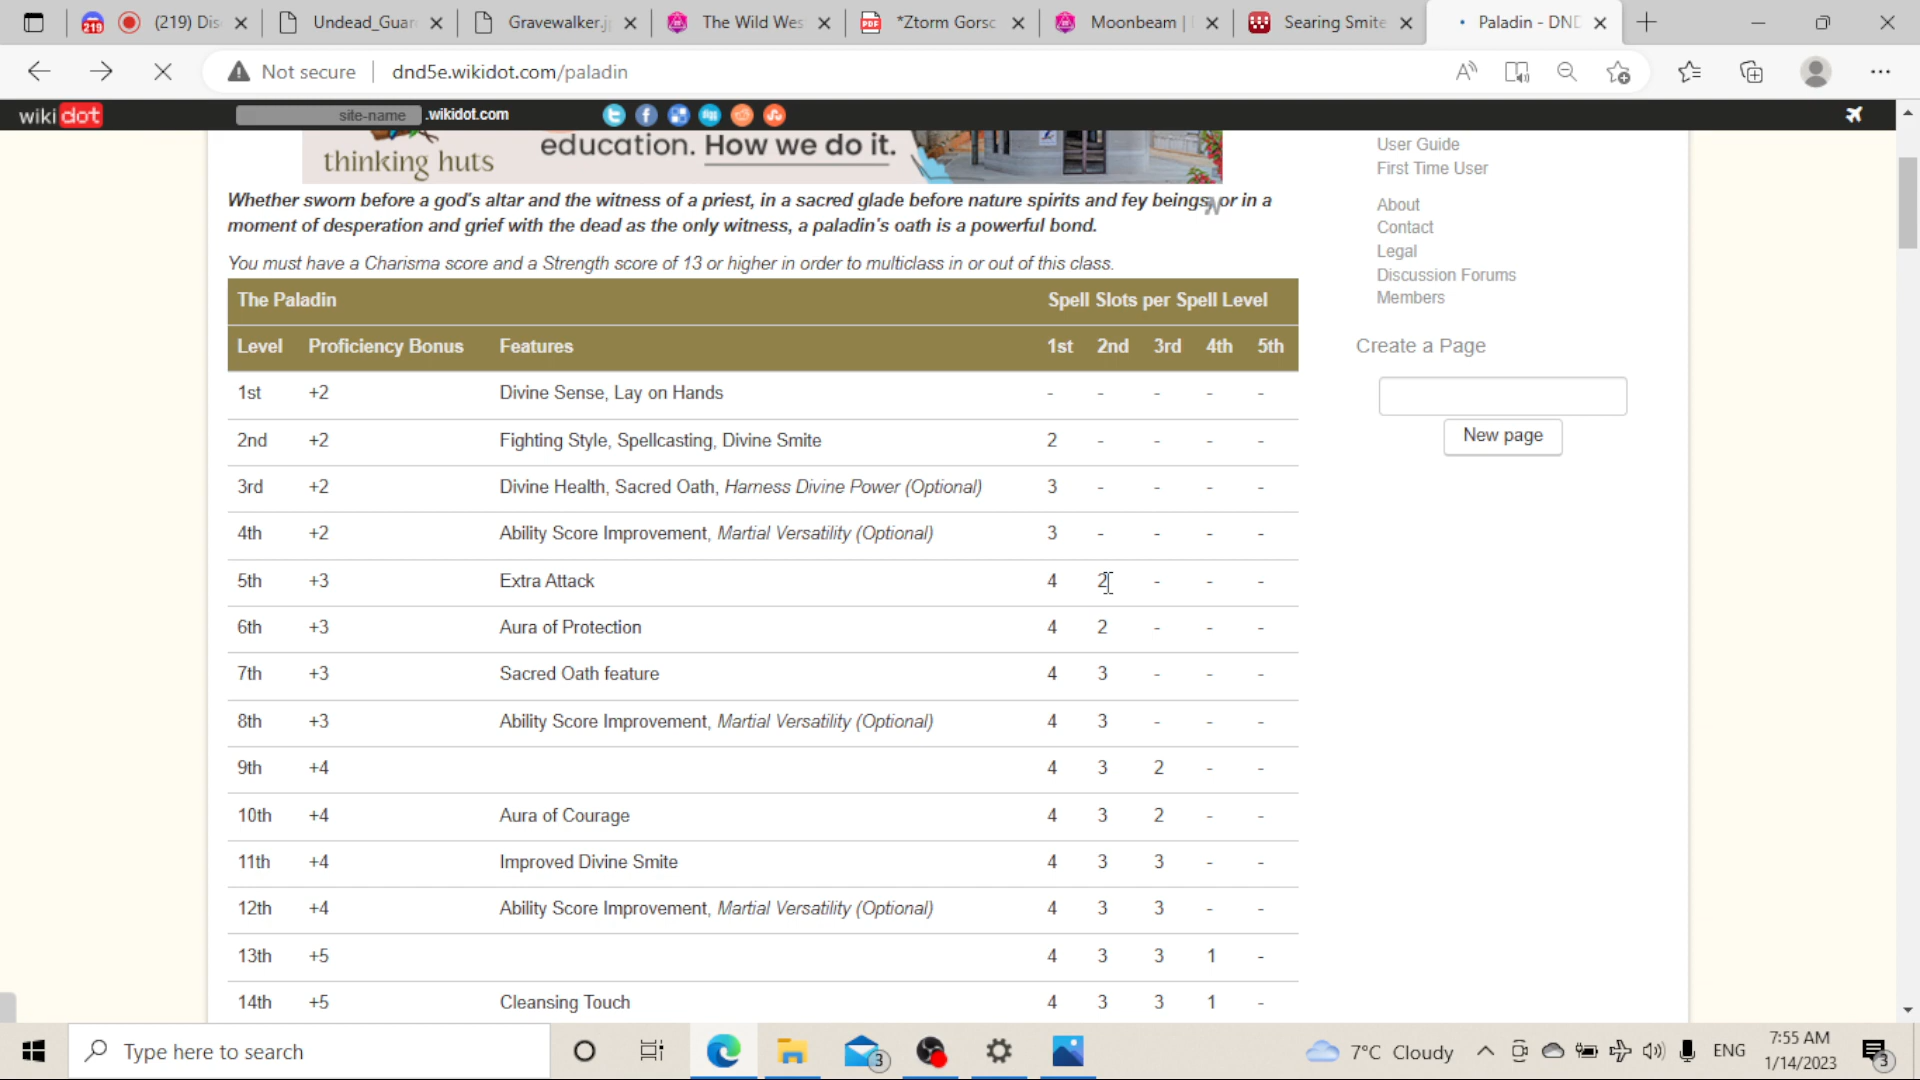 219
(219) Dis
Undead_Guar
Gravewalker.j
The Wild Wes
*Ztorm Gorsc
Moonbeam |
Searing Smite
Paladin - DND
Not secure
dnd5e.wikidot.com/paladin
wikidot
site-name
.wikidot.com
thinking huts
education. How we do it.
Whether sworn before a god's altar and the witness of a priest, in a sacred glade before nature spirits and fey beings, or in a
moment of desperation and grief with the dead as the only witness, a paladin's oath is a powerful bond.
You must have a Charisma score and a Strength score of 13 or higher in order to multiclass in or out of this class.
The Paladin Spell Slots per Spell Level
Level Proficiency Bonus Features 1st 2nd 3rd 4th 5th
1st +2 Divine Sense, Lay on Hands - - - - -
2nd +2 Fighting Style, Spellcasting, Divine Smite 2 - - - -
3rd +2 Divine Health, Sacred Oath, Harness Divine Power (Optional) 3 - - - -
4th +2 Ability Score Improvement, Martial Versatility (Optional) 3 - - - -
5th +3 Extra Attack 4 2 - - -
6th +3 Aura of Protection 4 2 - - -
7th +3 Sacred Oath feature 4 3 - - -
8th +3 Ability Score Improvement, Martial Versatility (Optional) 4 3 - - -
9th +4 4 3 2 - -
10th +4 Aura of Courage 4 3 2 - -
11th +4 Improved Divine Smite 4 3 3 - -
12th +4 Ability Score Improvement, Martial Versatility (Optional) 4 3 3 - -
13th +5 4 3 3 1 -
14th +5 Cleansing Touch 4 3 3 1 -
User Guide
First Time User
About
Contact
Legal
Discussion Forums
Members
Create a Page
New page
Type here to search
3
7°C Cloudy
ENG
7:55 AM
1/14/2023
3